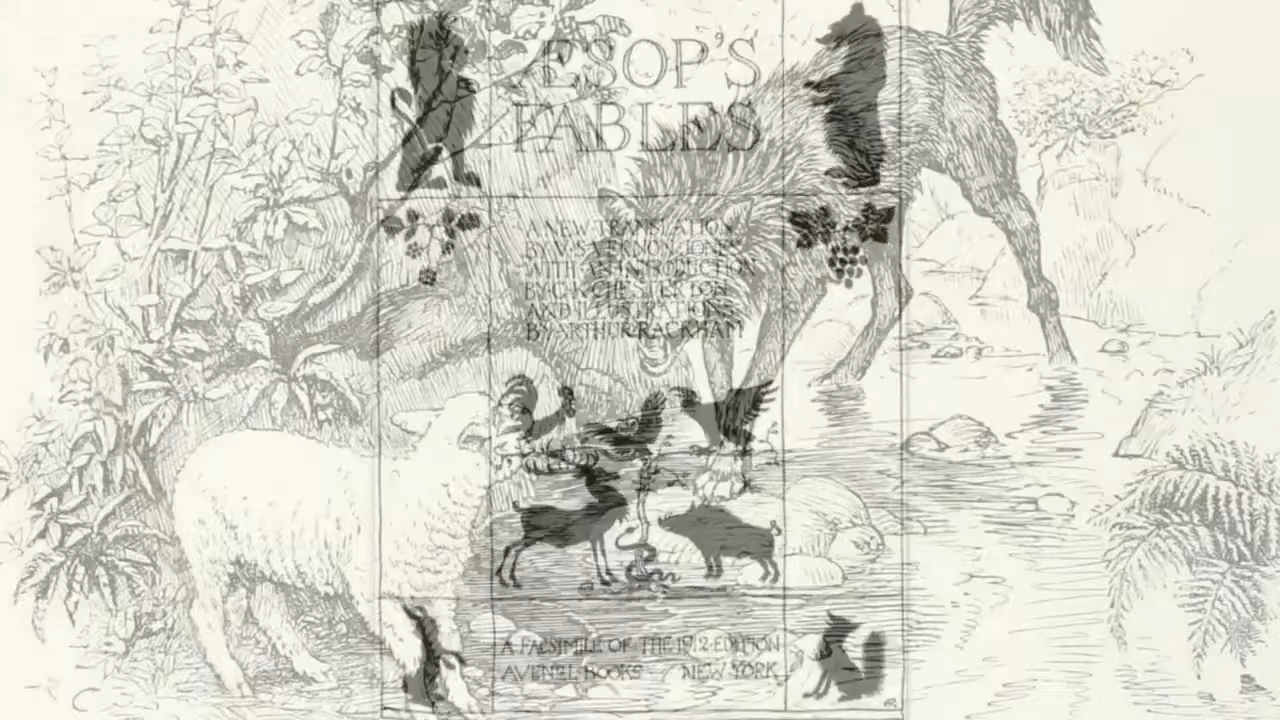 ÆSOP'S
FABLES
A NEW TRANSLATION
BY V. S. VERNON JONES
WITH AN INTRODUCTION
BY G. K. CHESTERTON
AND ILLUSTRATIONS
BY ARTHUR RACKHAM
A FACSIMILE OF THE 1912 EDITION
AVENEL BOOKS NEW YORK